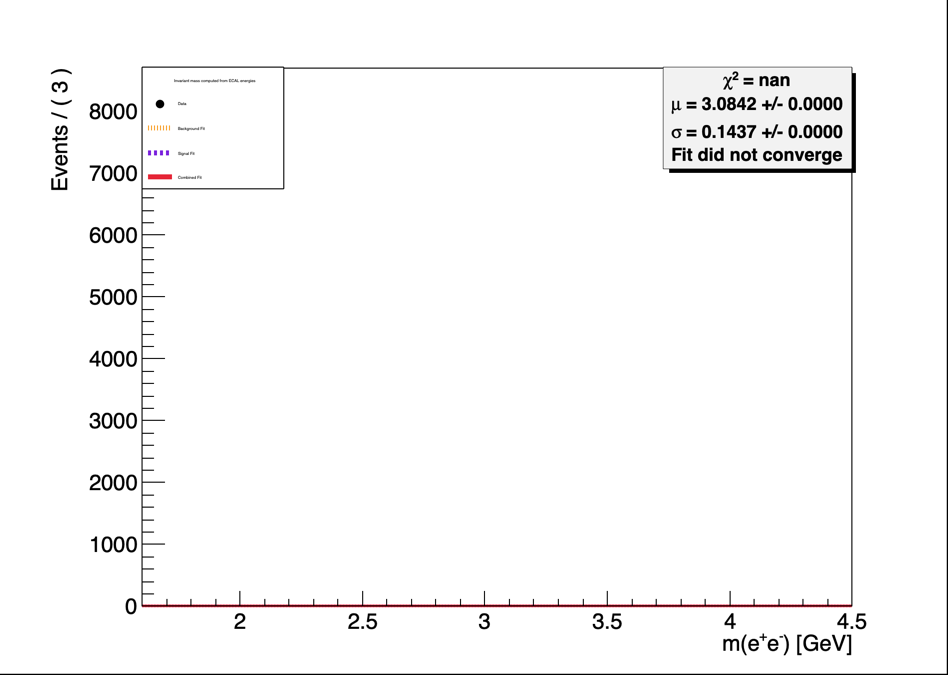 Events / ( 3 )
8000
7000
6000
5000
4000
3000
2000
1000
0
Invariant mass computed from ECAL energies
Data
Background Fit
Signal Fit
Combined Fit
χ² = nan
μ = 3.0842 +/- 0.0000
σ = 0.1437 +/- 0.0000
Fit did not converge
2 2.5 3 3.5 4 4.5
m(e⁺e⁻) [GeV]